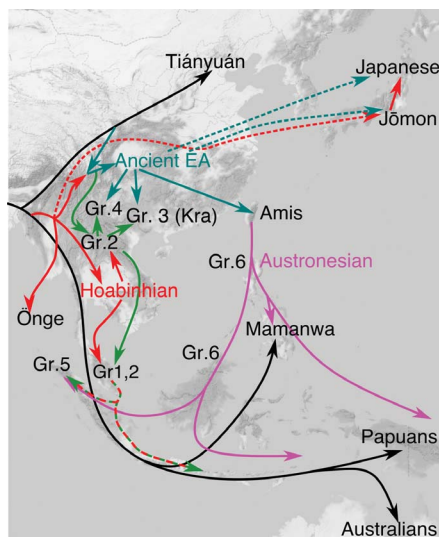 Tiányuán
Japanese
Jōmon
Ancient EA
Gr.4
Gr. 3 (Kra)
Amis
Gr.2
Gr.6
Austronesian
Hoabinhian
Önge
Mamanwa
Gr.6
Gr.5
Gr1,2
Papuans
Australians